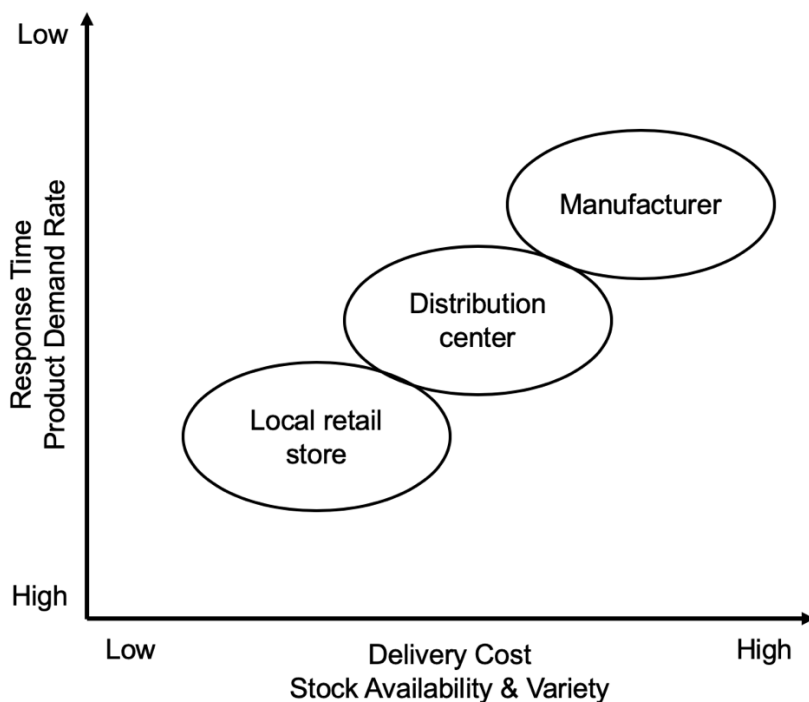 Low
Manufacturer
Response Time
Product Demand Rate
Distribution
center
Local retail
store
High
Low
Delivery Cost
High
Stock Availability & Variety